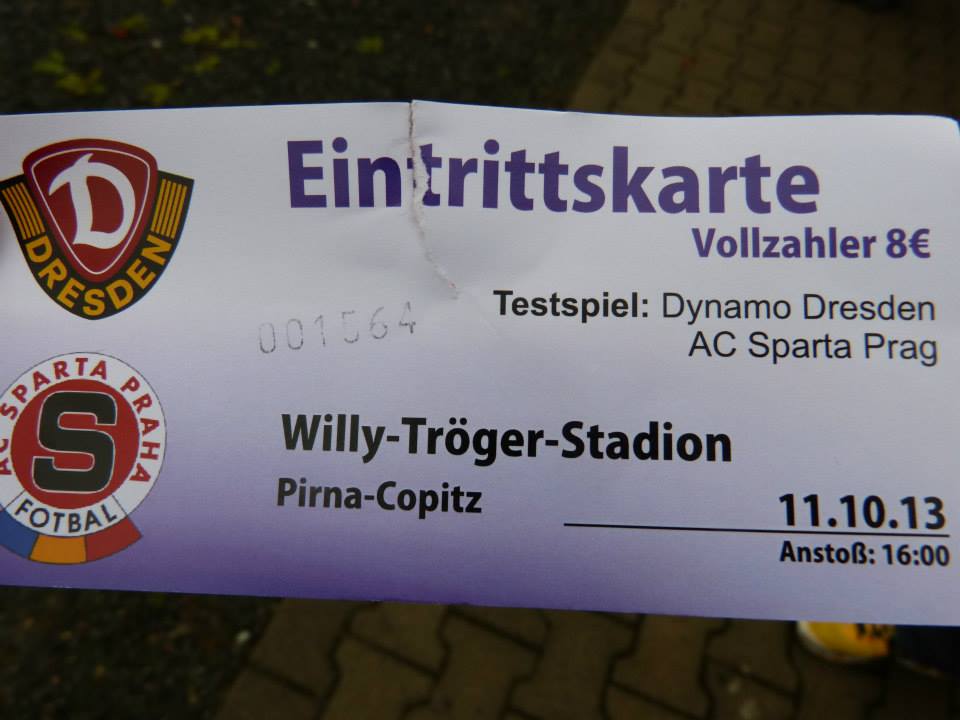 D
DRESDEN
Eintrittskarte
Vollzahler 8€
Testspiel: Dynamo Dresden
AC Sparta Prag
001564
AC SPARTA PRAHA
S
FOTBAL
Willy-Tröger-Stadion
Pirna-Copitz
11.10.13
Anstoß: 16:00